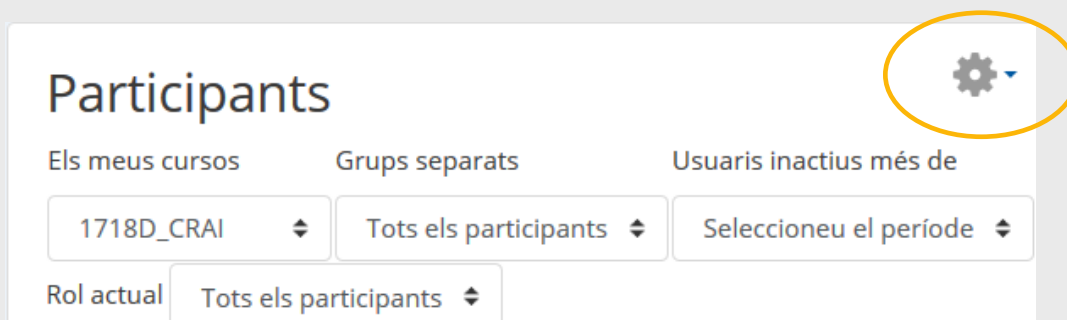 Participants
Els meus cursos Grups separats Usuaris inactius més de
1718D_CRAI Tots els participants Seleccioneu el període
Rol actual Tots els participants